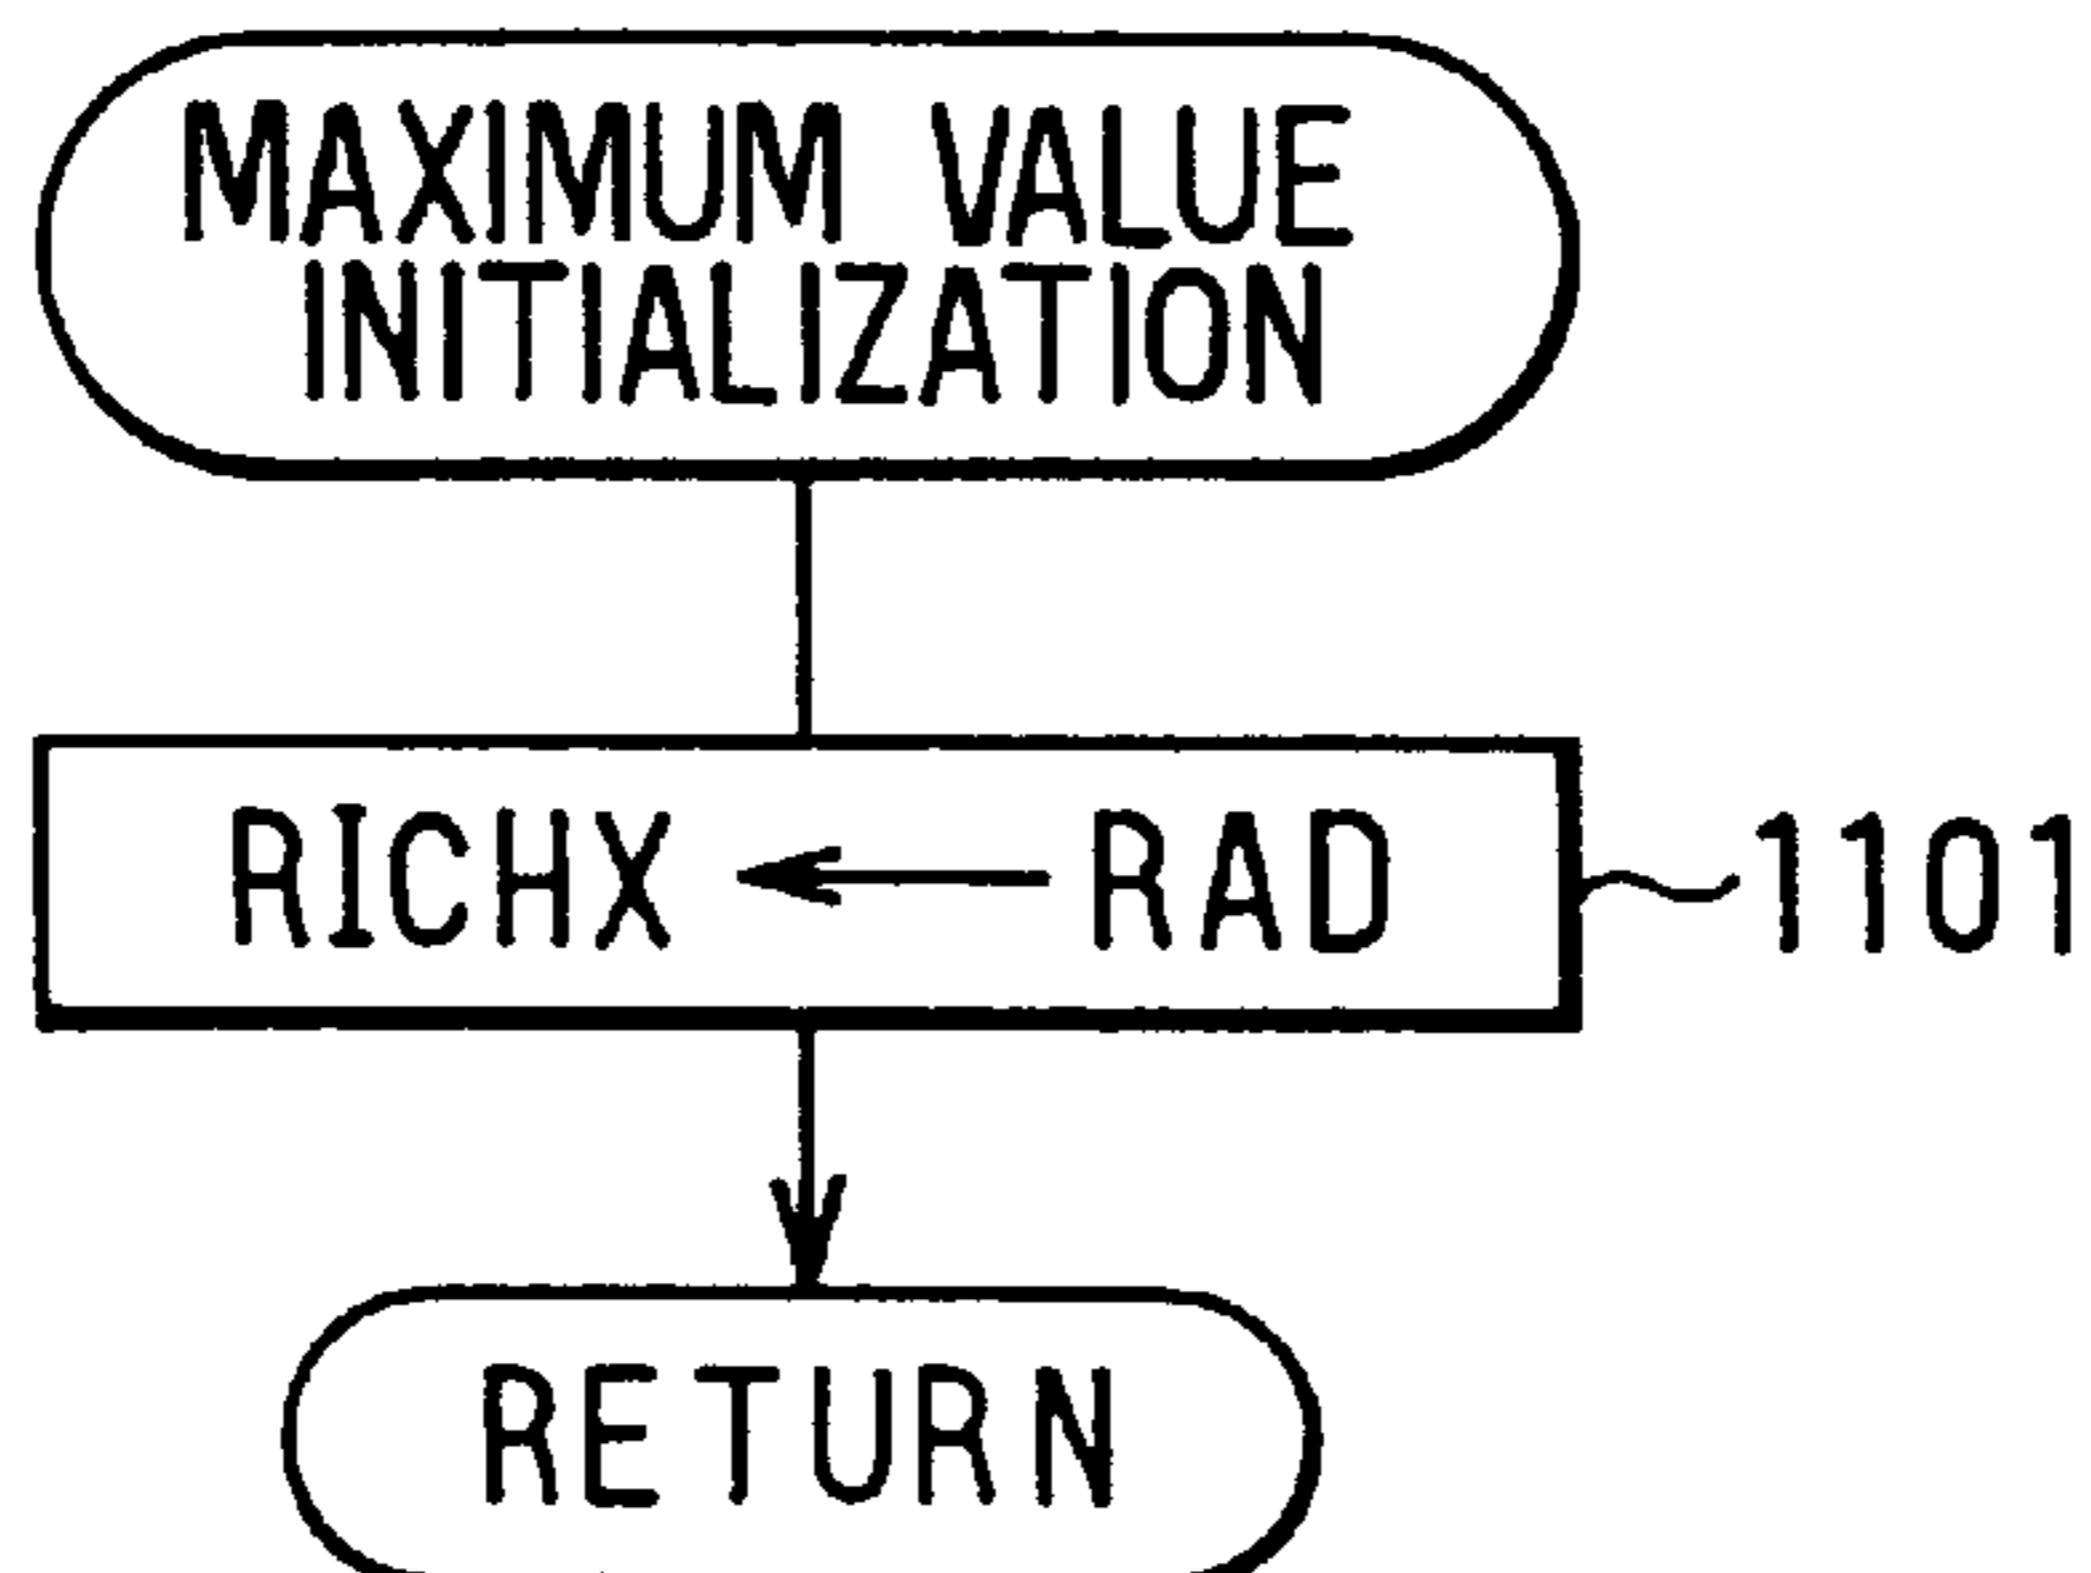 MAXIMUM VALUE
INITIALIZATION
RICHX ← RAD
1101
RETURN